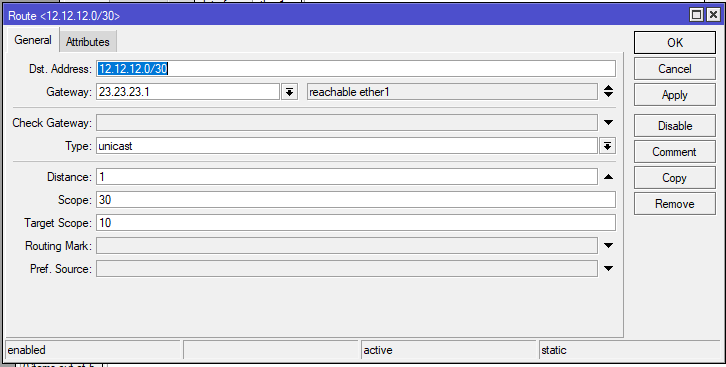 Route <12.12.12.0/30>
General Attributes
Dst. Address: 12.12.12.0/30
Gateway: 23.23.23.1 reachable ether1
Check Gateway:
Type: unicast
Distance: 1
Scope: 30
Target Scope: 10
Routing Mark:
Pref. Source:
OK
Cancel
Apply
Disable
Comment
Copy
Remove
enabled active static